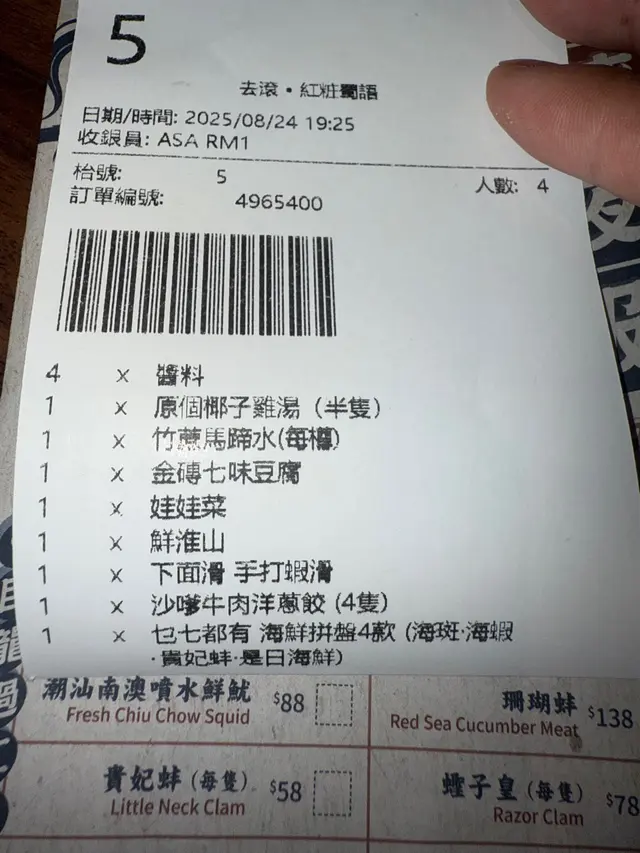 5
去滾·紅粧蜀語
日期/時間: 2025/08/24 19:25
收銀員: ASA RM1
枱號: 5 人數: 4
訂單編號: 4965400
4 x 醬料
1 x 原個椰子雞湯 (半隻)
1 x 竹蔗馬蹄水(每樽)
1 x 金磚七味豆腐
1 x 娃娃菜
1 x 鮮淮山
1 x 下面滑 手打蝦滑
1 x 沙嗲牛肉洋蔥餃 (4隻)
1 x 乜七都有 海鮮拼盤4款 (海斑·海蝦
·貴妃蚌·是日海鮮)
潮汕南澳噴水鮮魷 $88
Fresh Chiu Chow Squid
珊瑚蚌 $138
Red Sea Cucumber Meat
貴妃蚌 (每隻) $58
Little Neck Clam
蟶子皇 (每隻) $78
Razor Clam